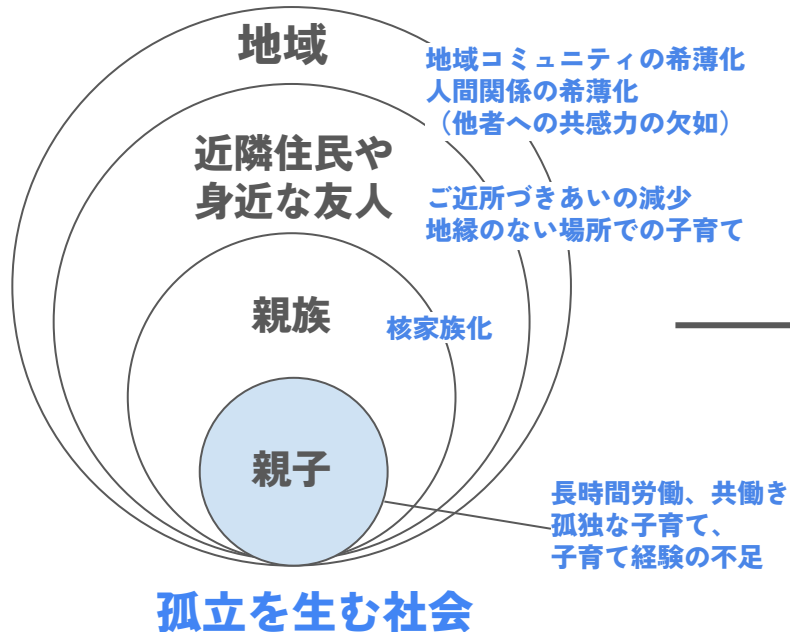 地域
地域コミュニティの希薄化
人間関係の希薄化
（他者への共感力の欠如）
近隣住民や
身近な友人
ご近所づきあいの減少
地縁のない場所での子育て
親族
核家族化
親子
長時間労働、共働き
孤独な子育て、
子育て経験の不足
孤立を生む社会